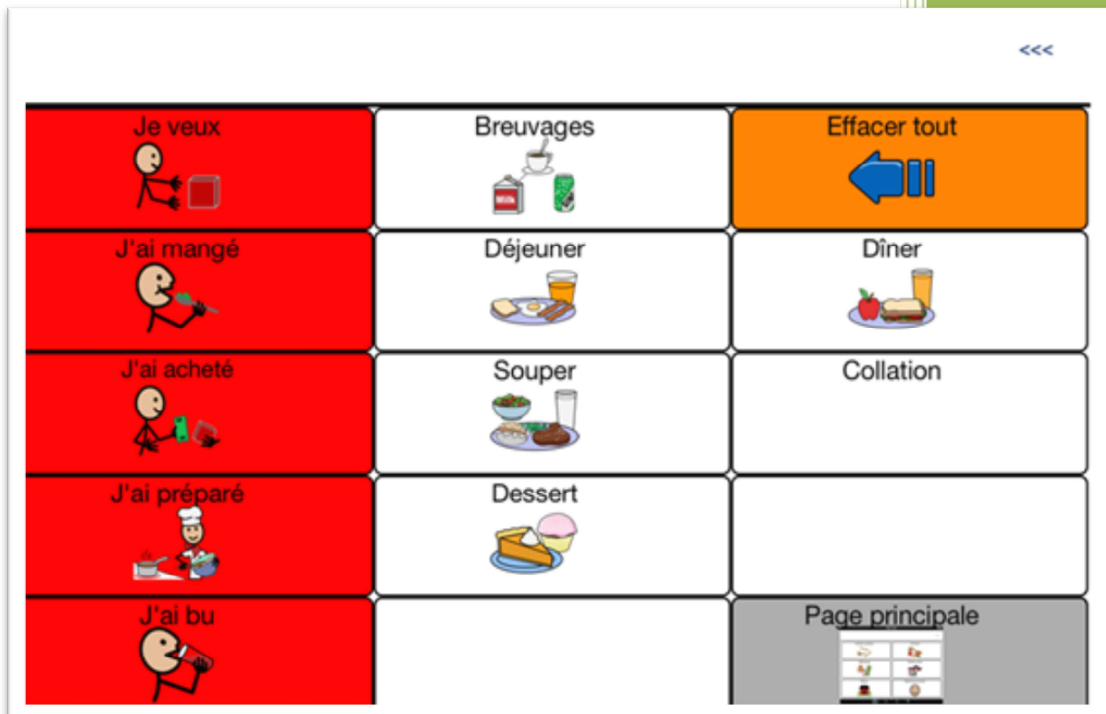 <<<
Je veux
Breuvages
Effacer tout
J'ai mangé
Déjeuner
Dîner
J'ai acheté
Souper
Collation
J'ai préparé
Dessert
J'ai bu
Page principale